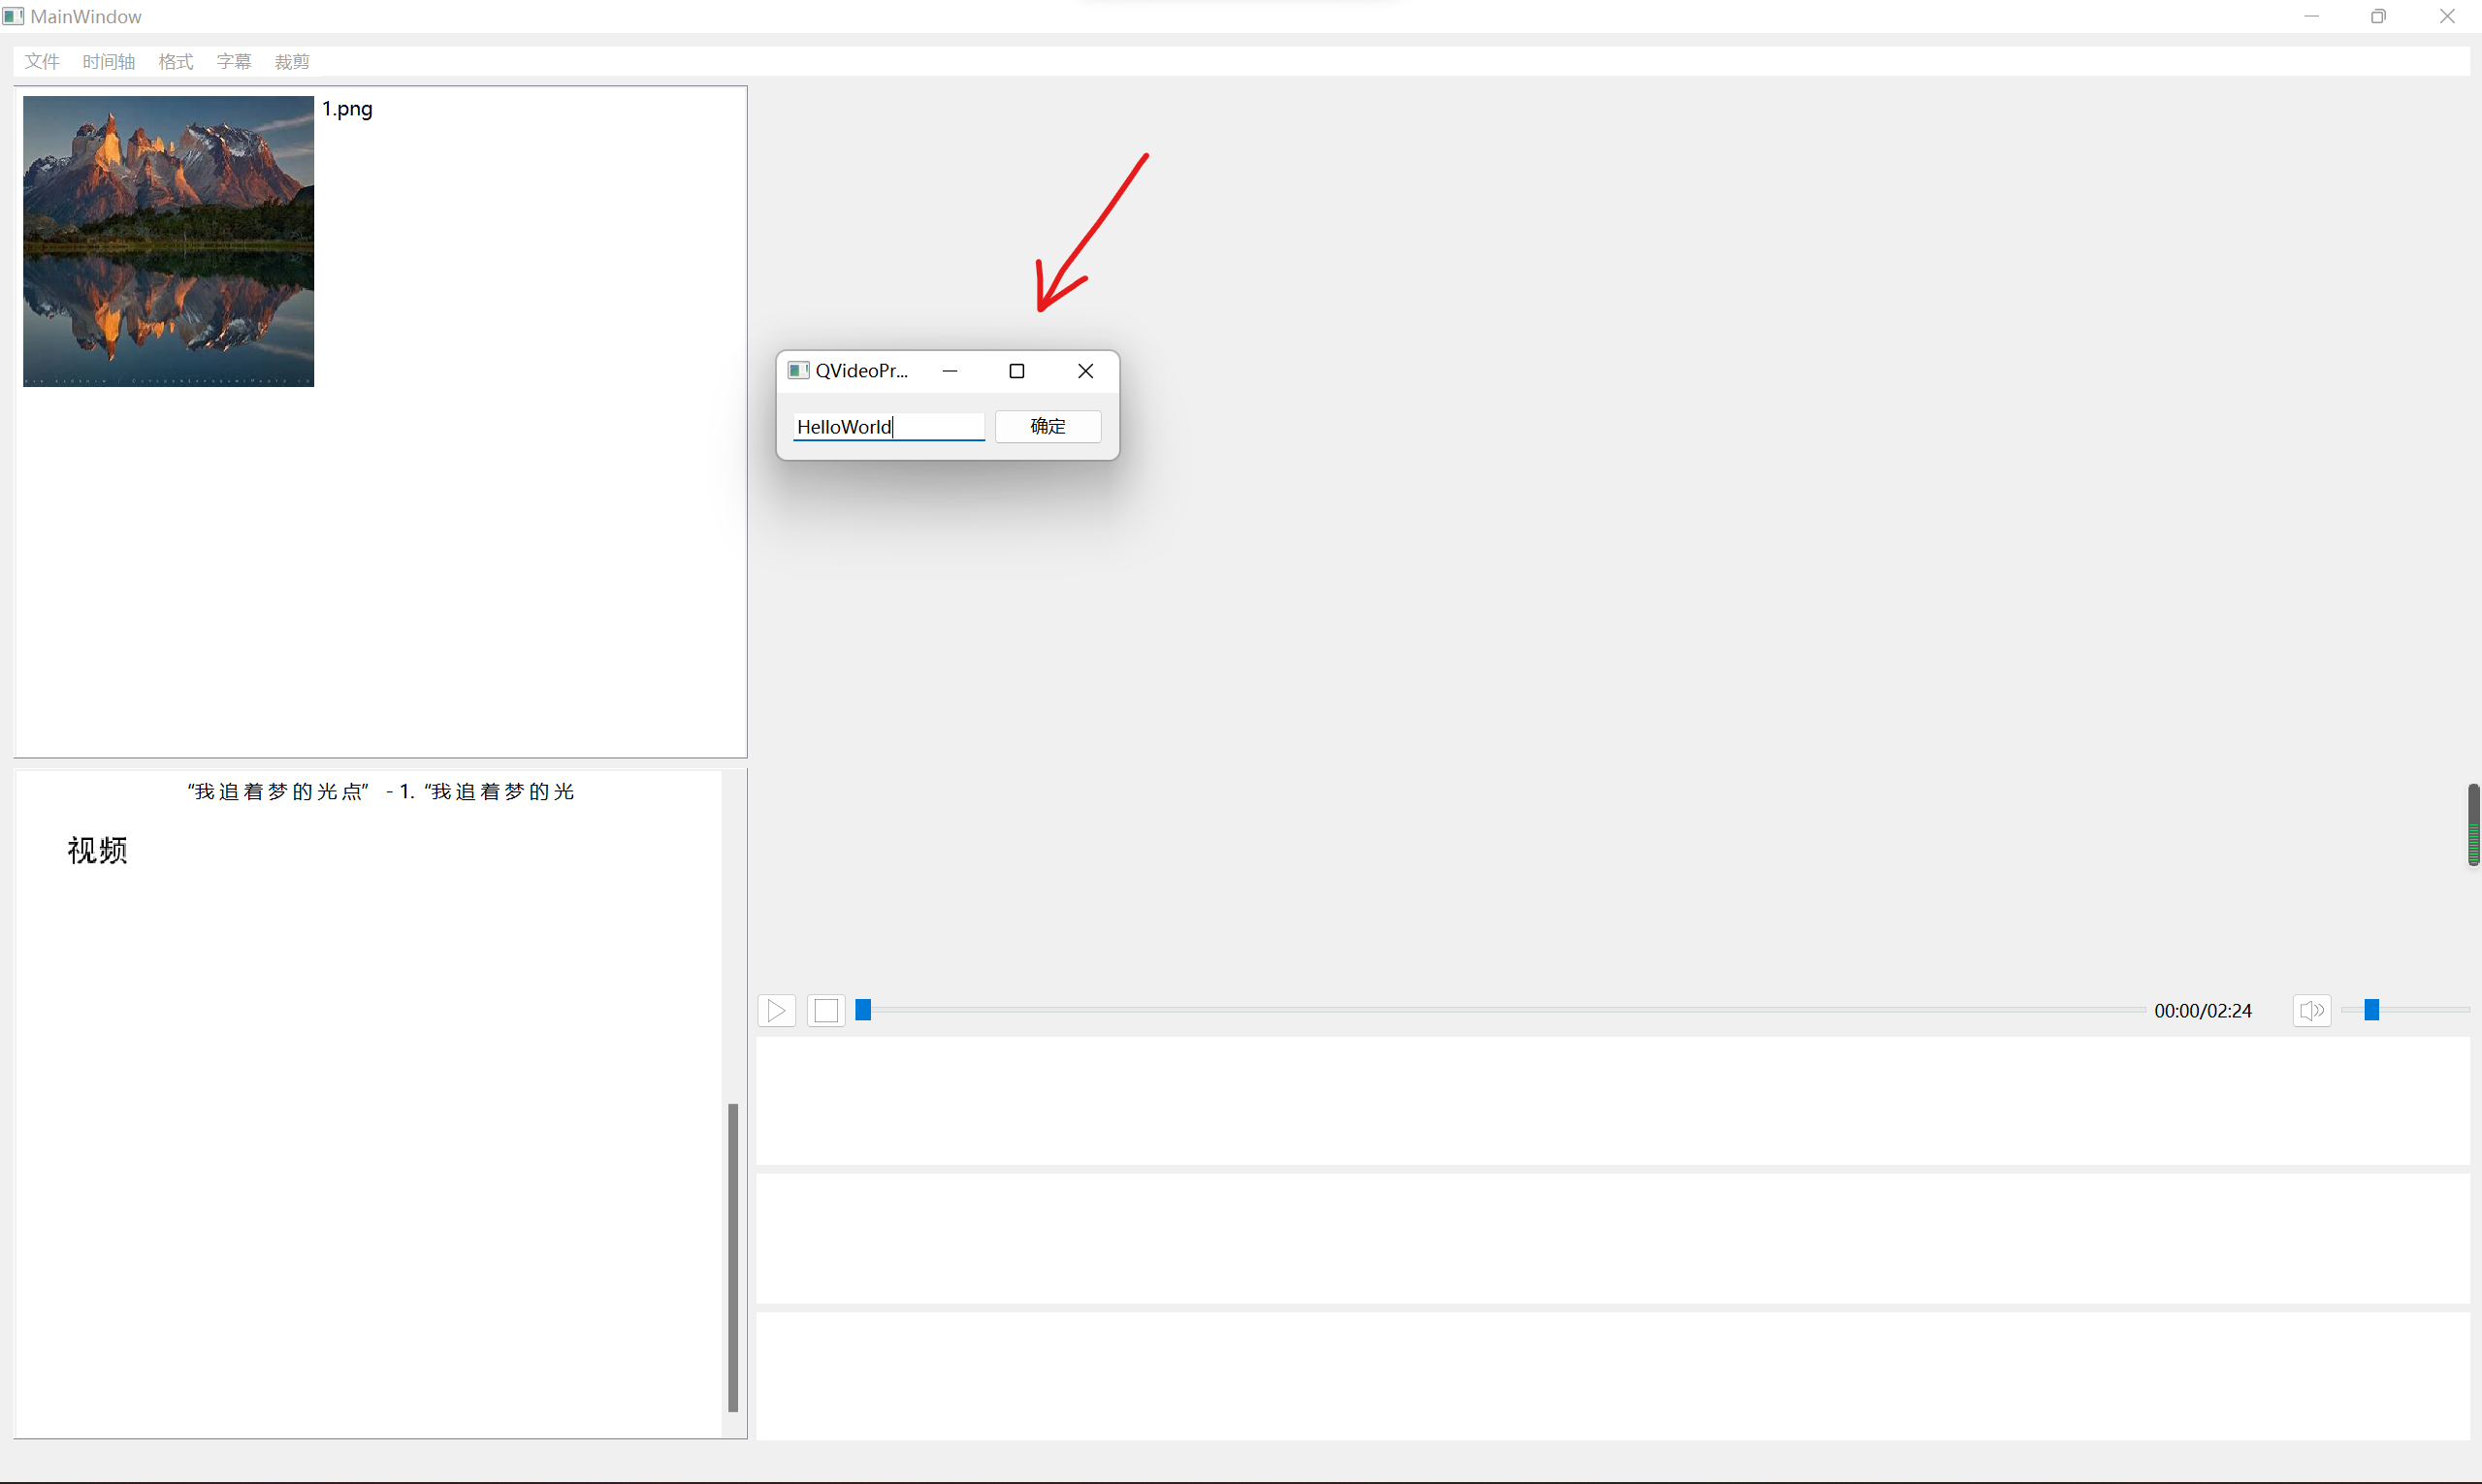 MainWindow
文件 时间轴 格式 字幕 裁剪
1.png
QVideoPr...
HelloWorld
确定
“我追着梦的光点” - 1. “我追着梦的光
视频
00:00/02:24